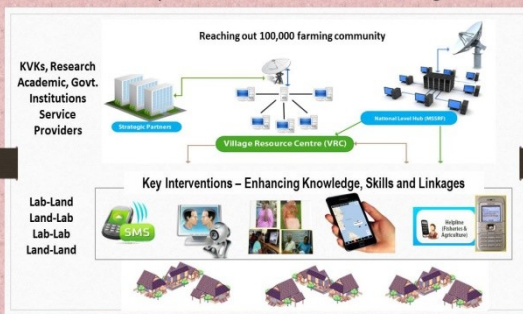 Reaching out 100,000 farming community
KVKs, Research
Academic, Govt.
Institutions
Service
Providers
Strategic Partners
National Level Hub (MSSRF)
Village Resource Centre (VRC)
Key Interventions – Enhancing Knowledge, Skills and Linkages
Lab-Land
Land-Lab
Lab-Lab
Land-Land
SMS
Helpline
(Fisheries &
Agriculture)